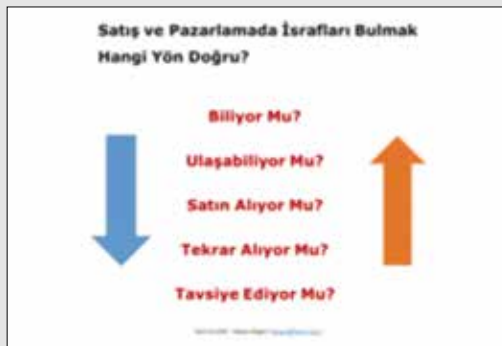 Satış ve Pazarlamada İsrafları Bulmak
Hangi Yön Doğru?
Biliyor Mu?
Ulaşabiliyor Mu?
Satın Alıyor Mu?
Tekrar Alıyor Mu?
Tavsiye Ediyor Mu?